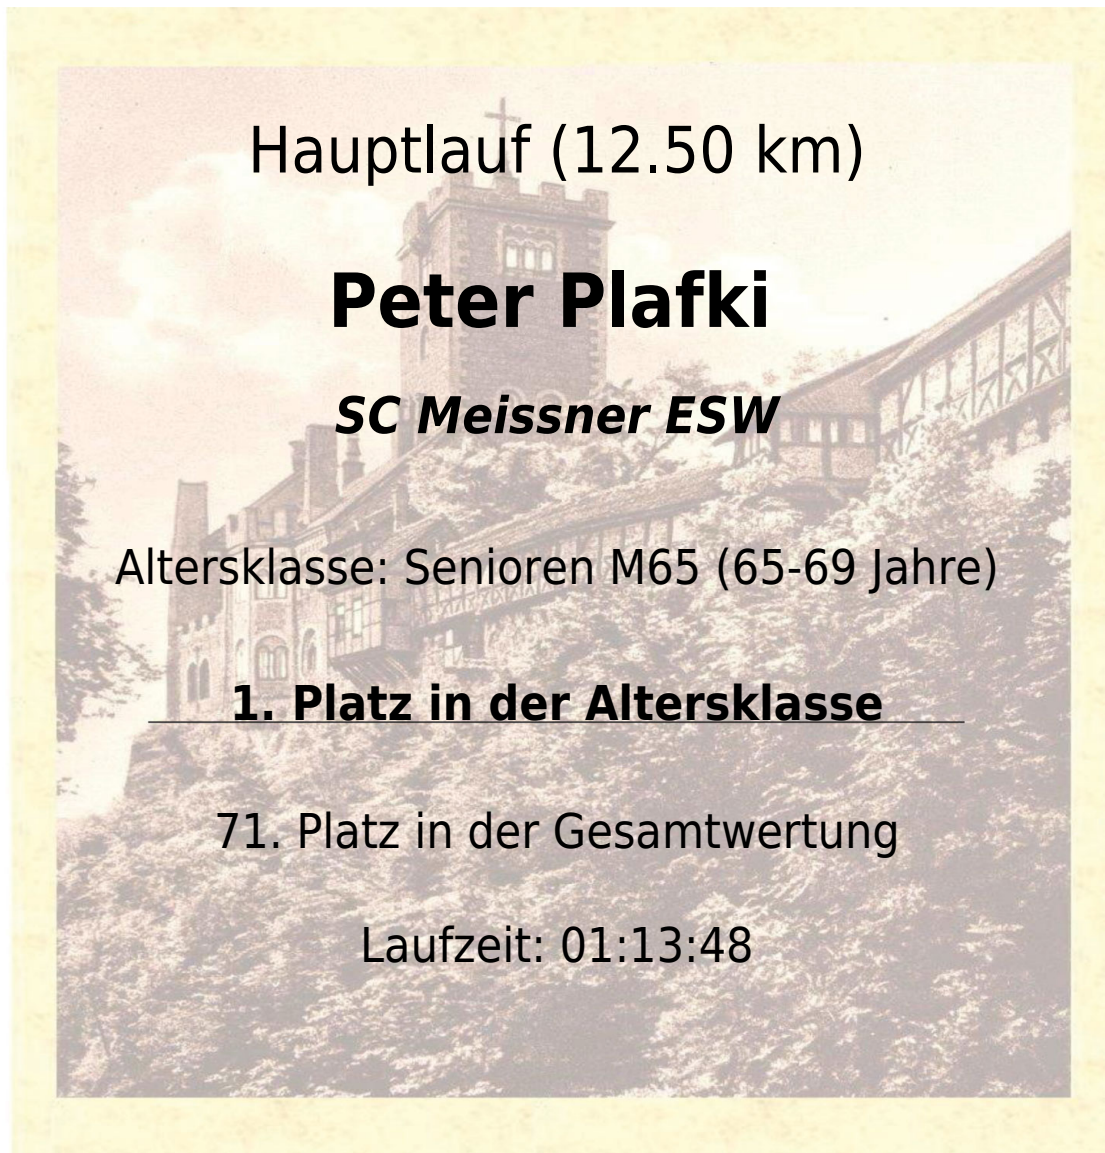 Hauptlauf (12.50 km)
Peter Plafki
SC Meissner ESW
Altersklasse: Senioren M65 (65-69 Jahre)
1. Platz in der Altersklasse
71. Platz in der Gesamtwertung
Laufzeit: 01:13:48